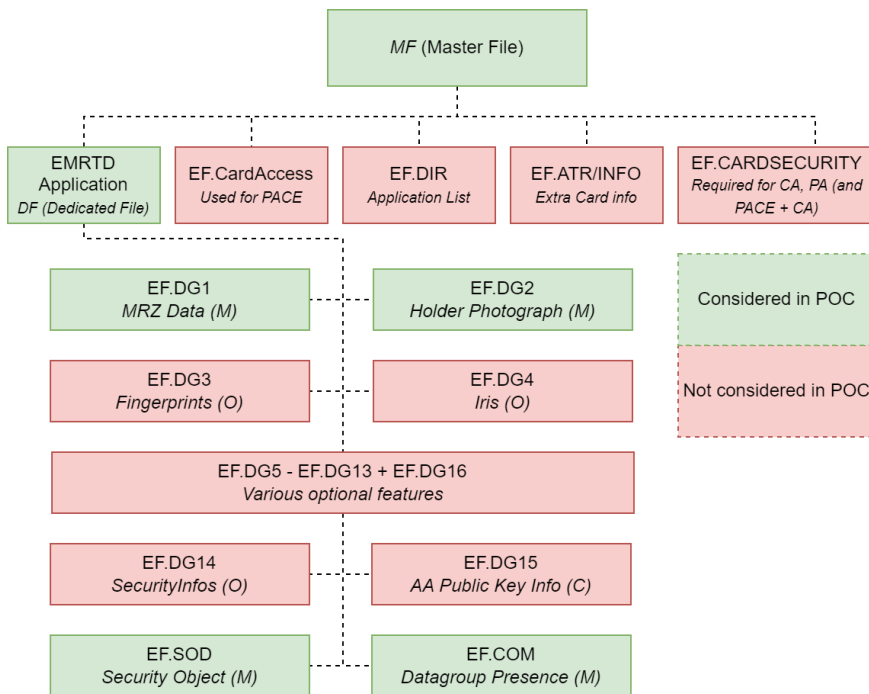 MF (Master File)
EMRTD
Application
DF (Dedicated File)
EF.CardAccess
Used for PACE
EF.DIR
Application List
EF.ATR/INFO
Extra Card info
EF.CARDSECURITY
Required for CA, PA (and
PACE + CA)
EF.DG1
MRZ Data (M)
EF.DG2
Holder Photograph (M)
Considered in POC
EF.DG3
Fingerprints (O)
EF.DG4
Iris (O)
Not considered in POC
EF.DG5 - EF.DG13 + EF.DG16
Various optional features
EF.DG14
SecurityInfos (O)
EF.DG15
AA Public Key Info (C)
EF.SOD
Security Object (M)
EF.COM
Datagroup Presence (M)